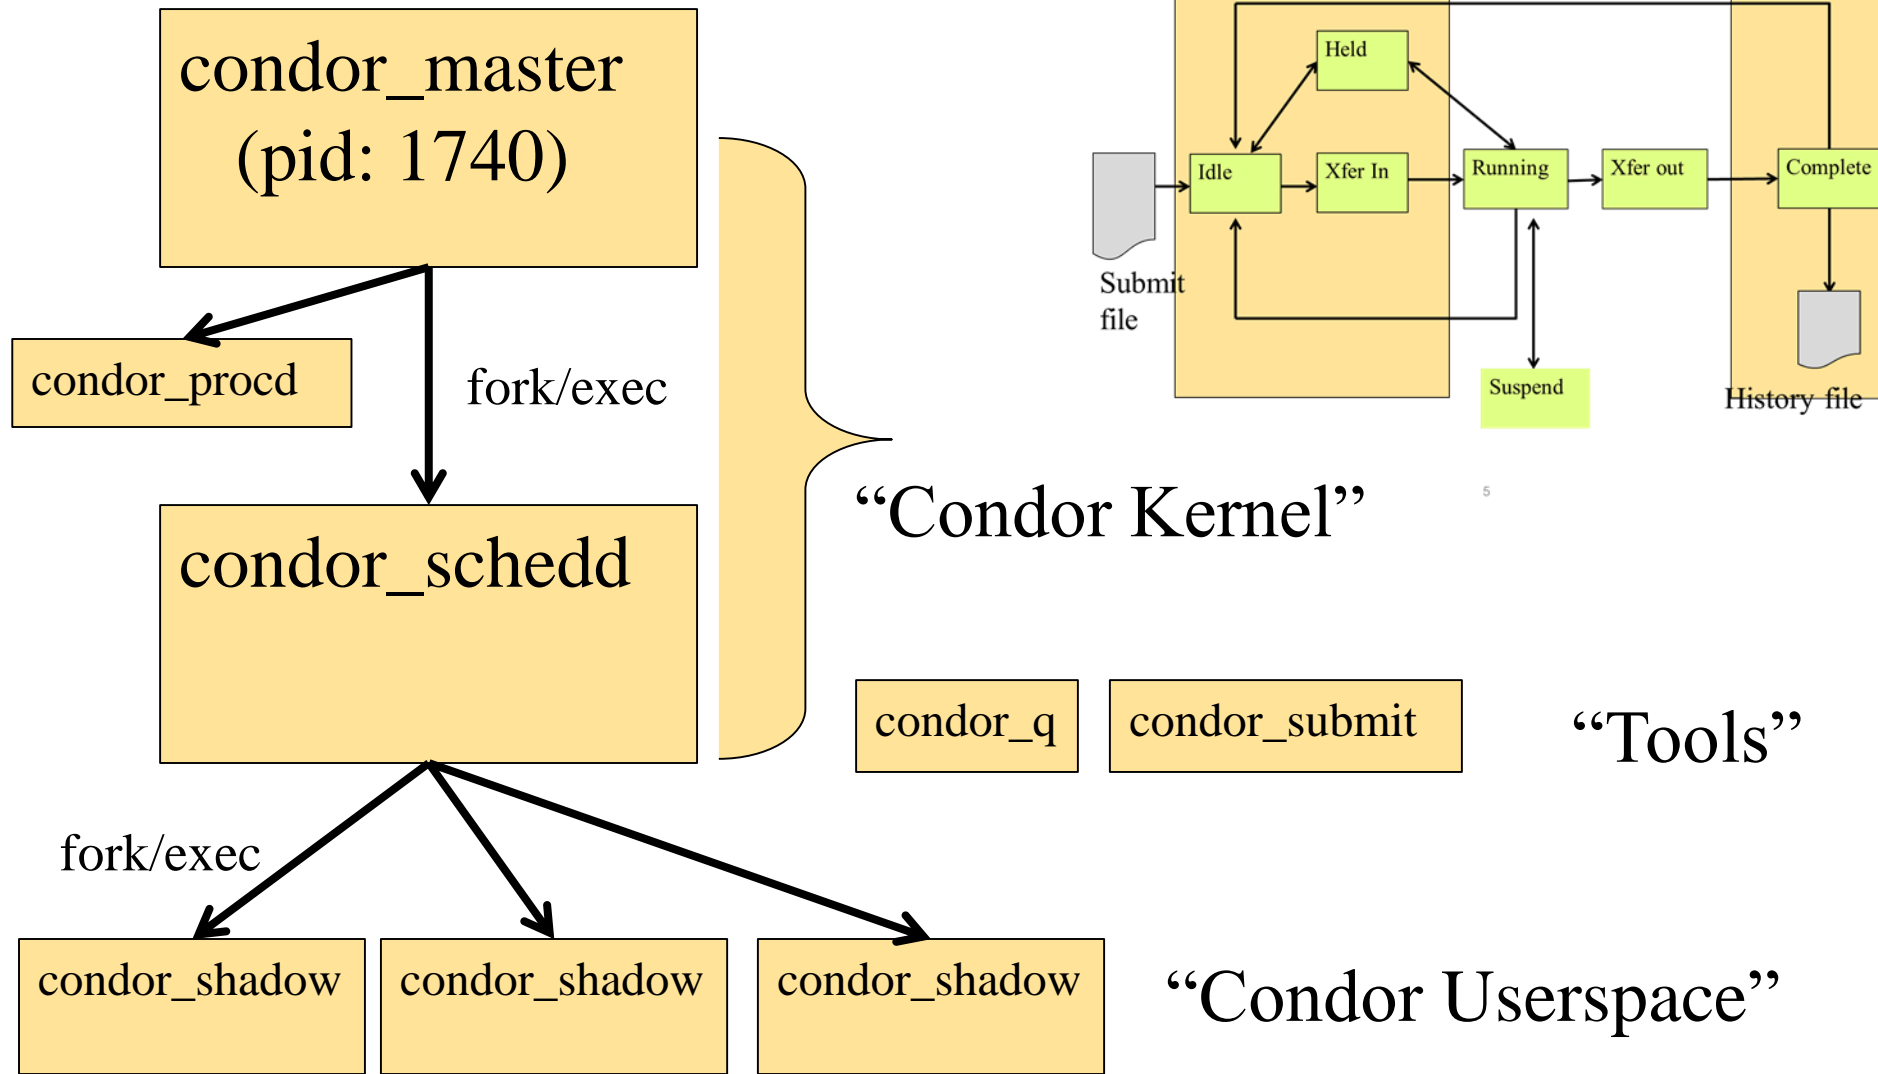 condor_master
(pid: 1740)
condor_procd
fork/exec
condor_schedd
fork/exec
condor_shadow
condor_shadow
condor_shadow
“Condor Kernel”
condor_q
condor_submit
“Tools”
“Condor Userspace”
Held
Idle
Xfer In
Running
Xfer out
Complete
Submit
file
Suspend
History file
5